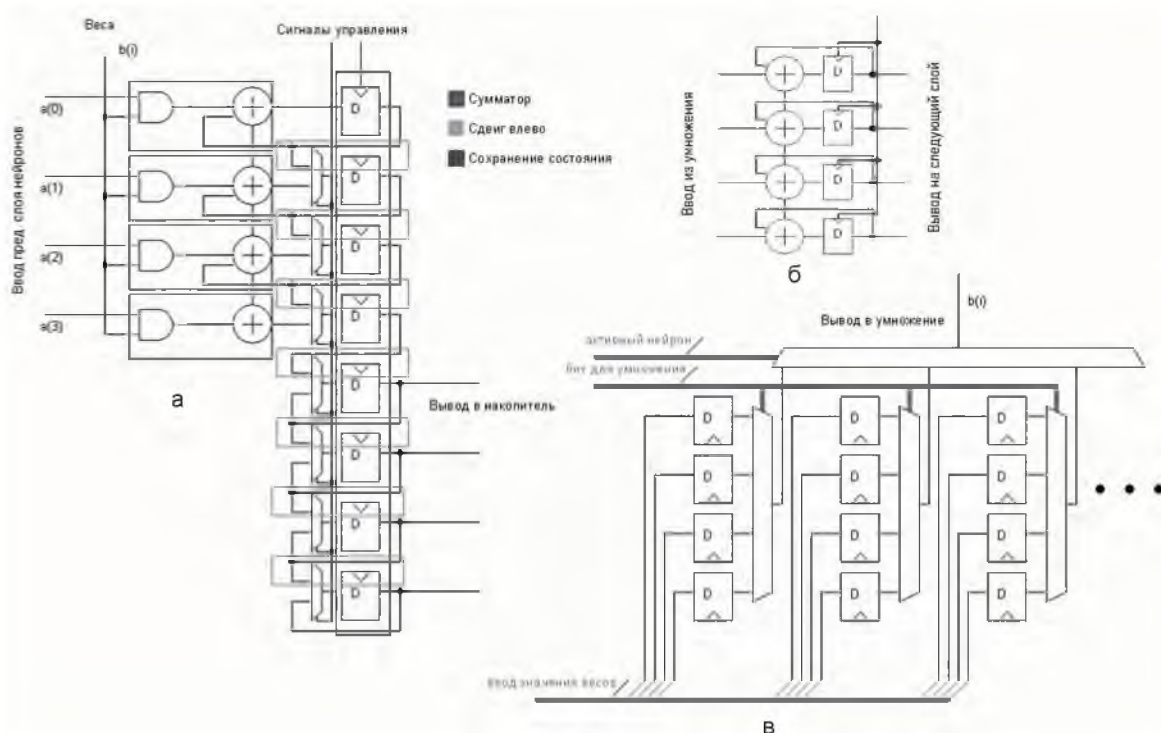 Веса
b(i)
Сигналы управления
Ввод пред. слоя нейронов
a(0)
a(1)
a(2)
a(3)
D
D
D
D
D
D
D
D
Сумматор
Сдвиг влево
Сохранение состояния
Вывод в накопитель
а
Ввод из умножения
D
D
D
D
Вывод на следующий слой
б
b(i)
Вывод в умножение
активный нейрон
бит для умножения
D
D
D
D
D
D
D
D
D
D
D
D
ввод значения весов
в